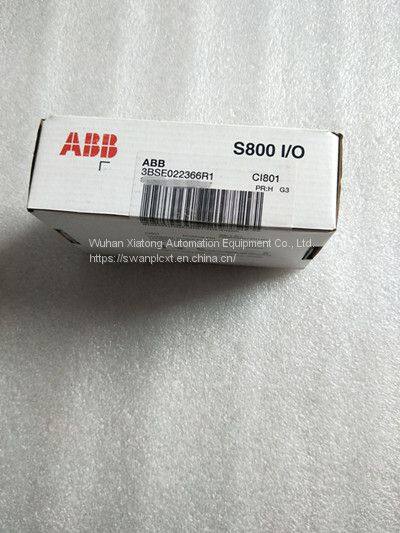 ABB
S800 I/O
ABB
3BSE022366R1
CI801
PR:H G3
Wuhan Xiatong Automation Equipment Co., Ltd.
https://swanplcxt.en.china.cn/